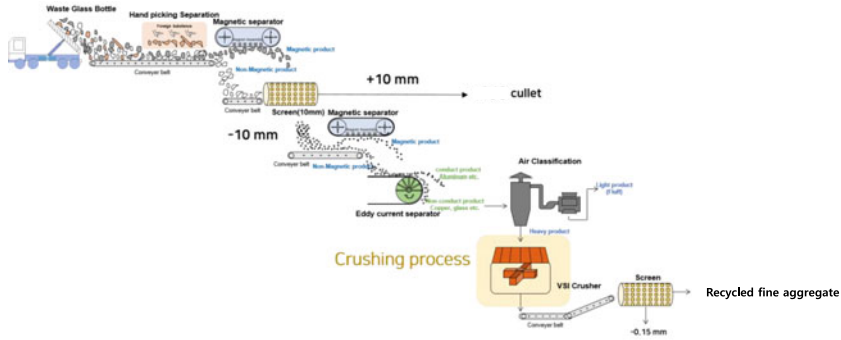 Waste Glass Bottle
Hand picking Separation
Foreign substance
Magnetic separator
Magnetic product
Conveyer belt
Non-Magnetic product
+10 mm
cullet
Conveyer belt
Screen(10mm)
Magnetic separator
-10 mm
Magnetic product
Conveyer belt
Non-Magnetic product
conduct product
Aluminum etc.
Air Classification
Light product
(Fluff)
Non-conduct product
Copper, glass etc.
Eddy current separator
Heavy product
Crushing process
VSI Crusher
Screen
Recycled fine aggregate
Conveyer belt
-0.15 mm